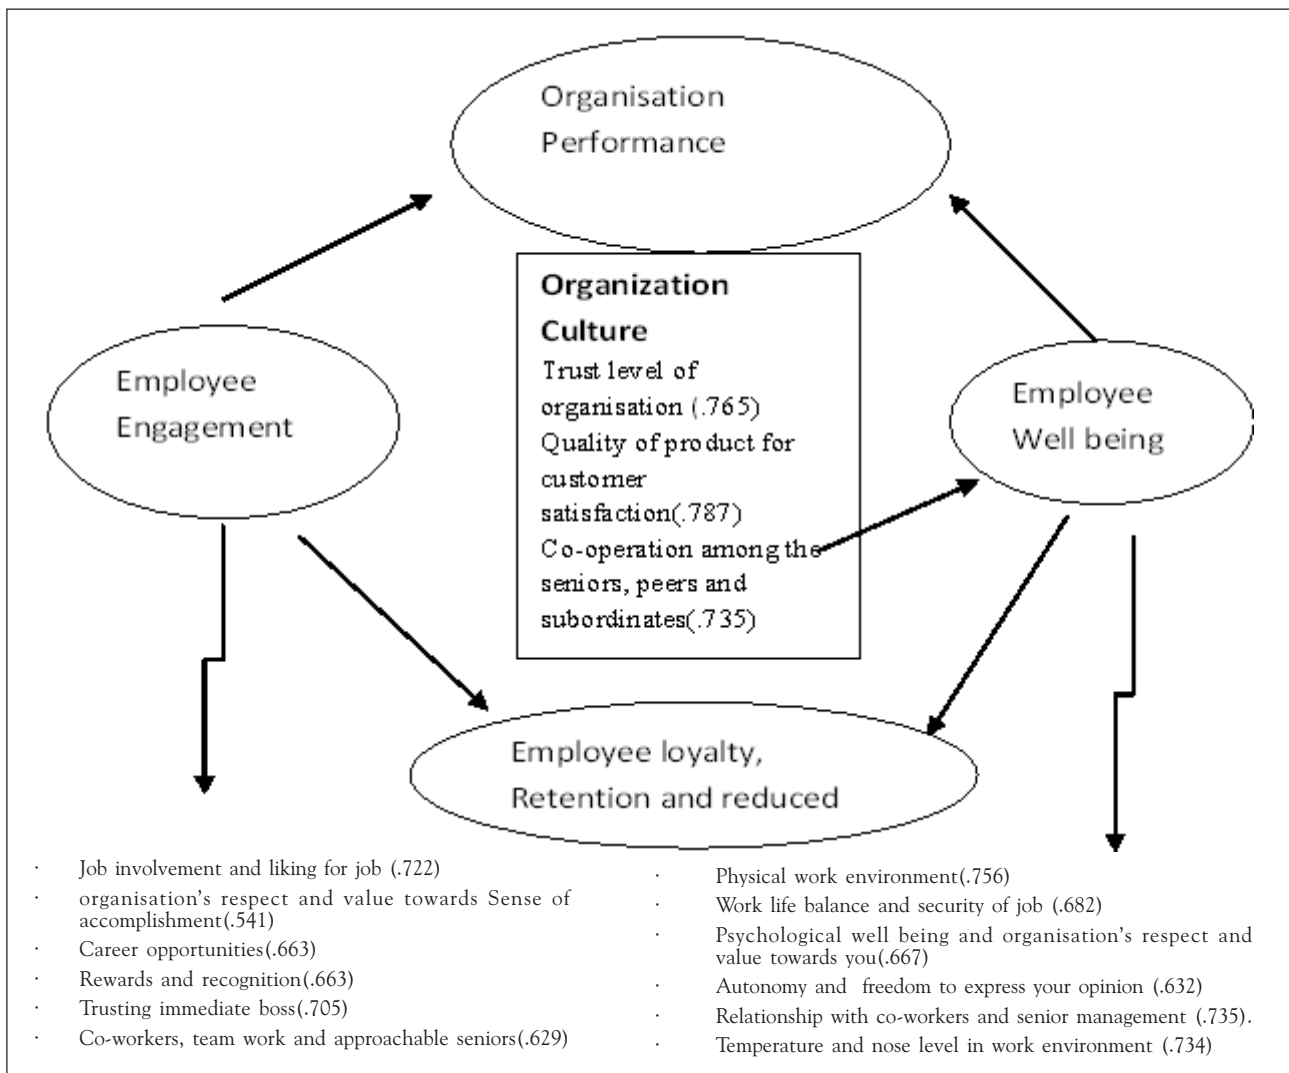 Organisation
Performance
Organization
Culture
Trust level of
organisation (.765)
Quality of product for
customer
satisfaction(.787)
Co-operation among the
seniors, peers and
subordinates(.735)
Employee
Engagement
Employee
Well being
Employee loyalty,
Retention and reduced
· Job involvement and liking for job (.722)
· organisation's respect and value towards Sense of
accomplishment(.541)
· Career opportunities(.663)
· Rewards and recognition(.663)
· Trusting immediate boss(.705)
· Co-workers, team work and approachable seniors(.629)
· Physical work environment(.756)
· Work life balance and security of job (.682)
· Psychological well being and organisation's respect and
value towards you(.667)
· Autonomy and freedom to express your opinion (.632)
· Relationship with co-workers and senior management (.735).
· Temperature and nose level in work environment (.734)